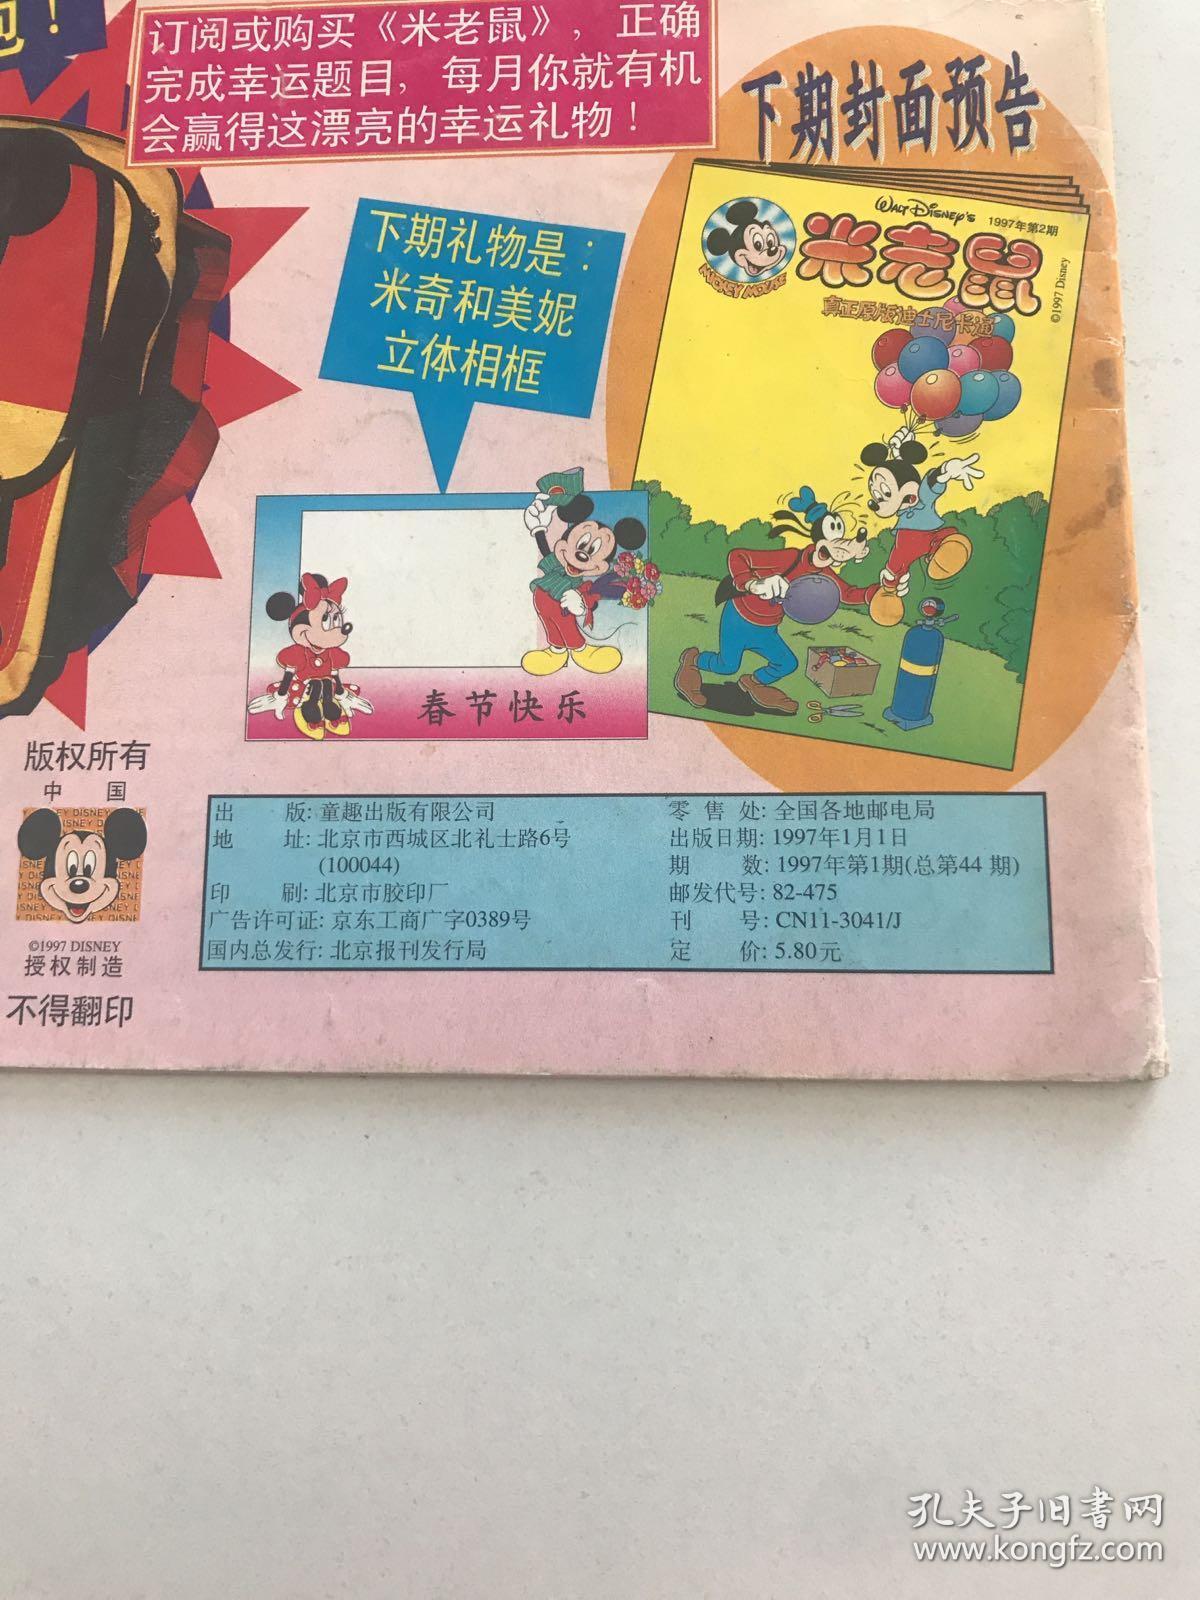 包!
订阅或购买《米老鼠》,正确
完成幸运题目,每月你就有机
会赢得这漂亮的幸运礼物!
下期封面预告
下期礼物是:
米奇和美妮
立体相框
WALT DISNEY'S
1997年第2期
米老鼠
MICKEY MOUSE
真正原版迪士尼卡通
©1997 Disney
春节快乐
版权所有
中 国
©1997 DISNEY
授权制造
不得翻印
出 版: 童趣出版有限公司
地 址: 北京市西城区北礼士路6号
(100044)
印 刷: 北京市胶印厂
广告许可证: 京东工商广字0389号
国内总发行: 北京报刊发行局
零 售 处: 全国各地邮电局
出版日期: 1997年1月1日
期 数: 1997年第1期(总第44 期)
邮发代号: 82-475
刊 号: CN11-3041/J
定 价: 5.80元
孔夫子旧书网
www.kongfz.com